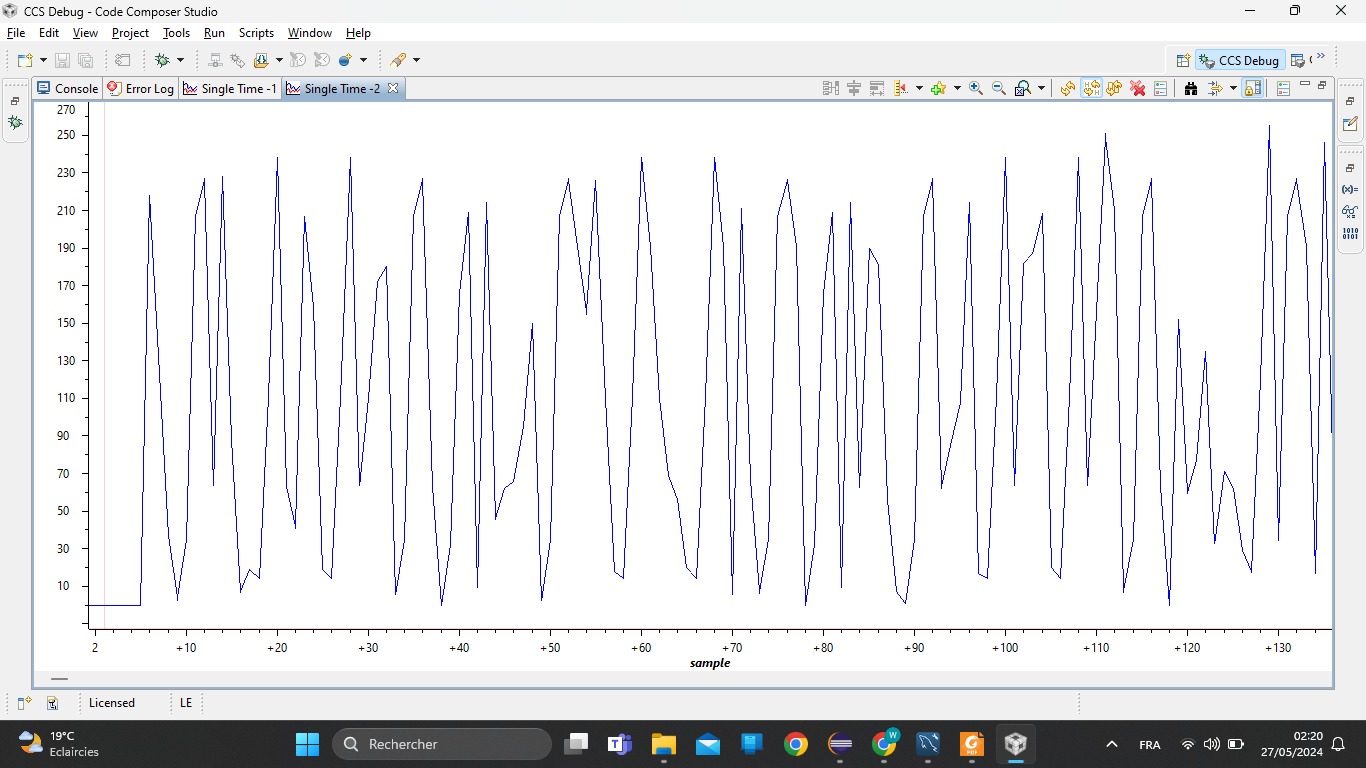 CCS Debug - Code Composer Studio
File Edit View Project Tools Run Scripts Window Help
CCS Debug
Console Error Log Single Time -1 Single Time -2
270
250
230
210
190
170
150
130
110
90
70
50
30
10
2 +10 +20 +30 +40 +50 +60 +70 +80 +90 +100 +110 +120 +130
sample
(x)=
1010
0101
Licensed LE
19°C
Eclaircies
Rechercher
W
PDF
FRA
02:20
27/05/2024